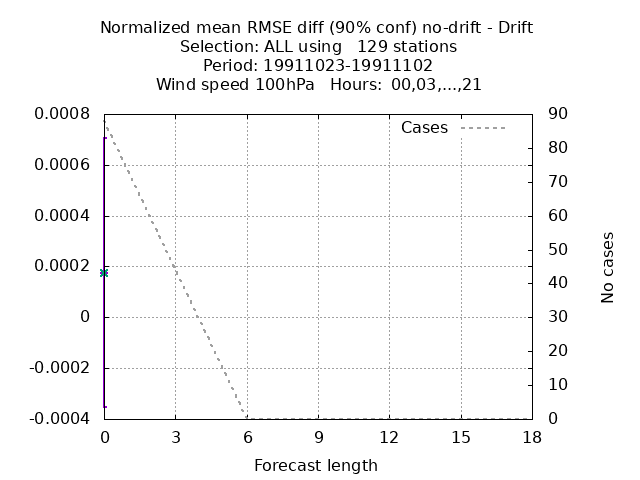 Normalized mean RMSE diff (90% conf) no-drift - Drift
Selection: ALL using   129 stations
Period: 19911023-19911102
Wind speed 100hPa   Hours:  00,03,...,21
Cases
0.0008
0.0006
0.0004
0.0002
0
-0.0002
-0.0004
90
80
70
60
50
40
30
20
10
0
No cases
0 3 6 9 12 15 18
Forecast length